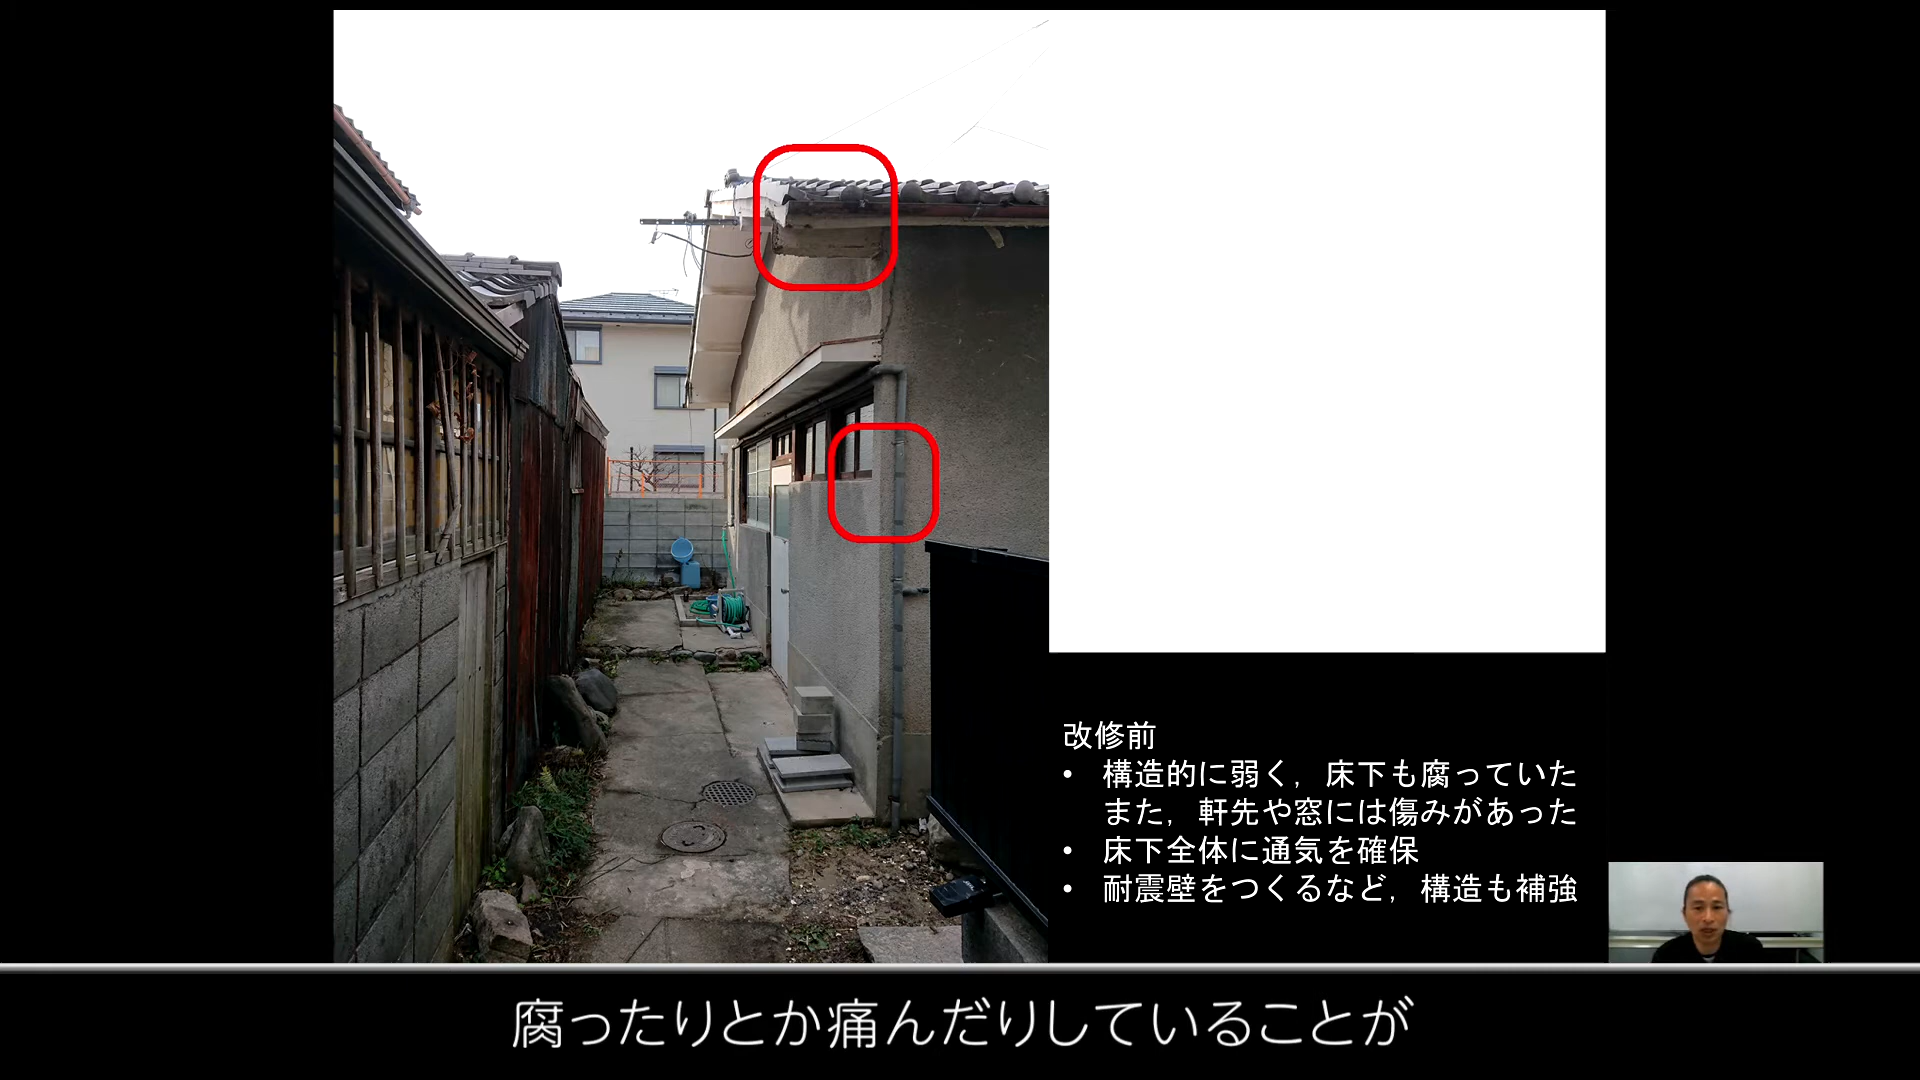 改修前
• 構造的に弱く，床下も腐っていた
また，軒先や窓には傷みがあった
• 床下全体に通気を確保
• 耐震壁をつくるなど，構造も補強
腐ったりとか痛んだりしていることが